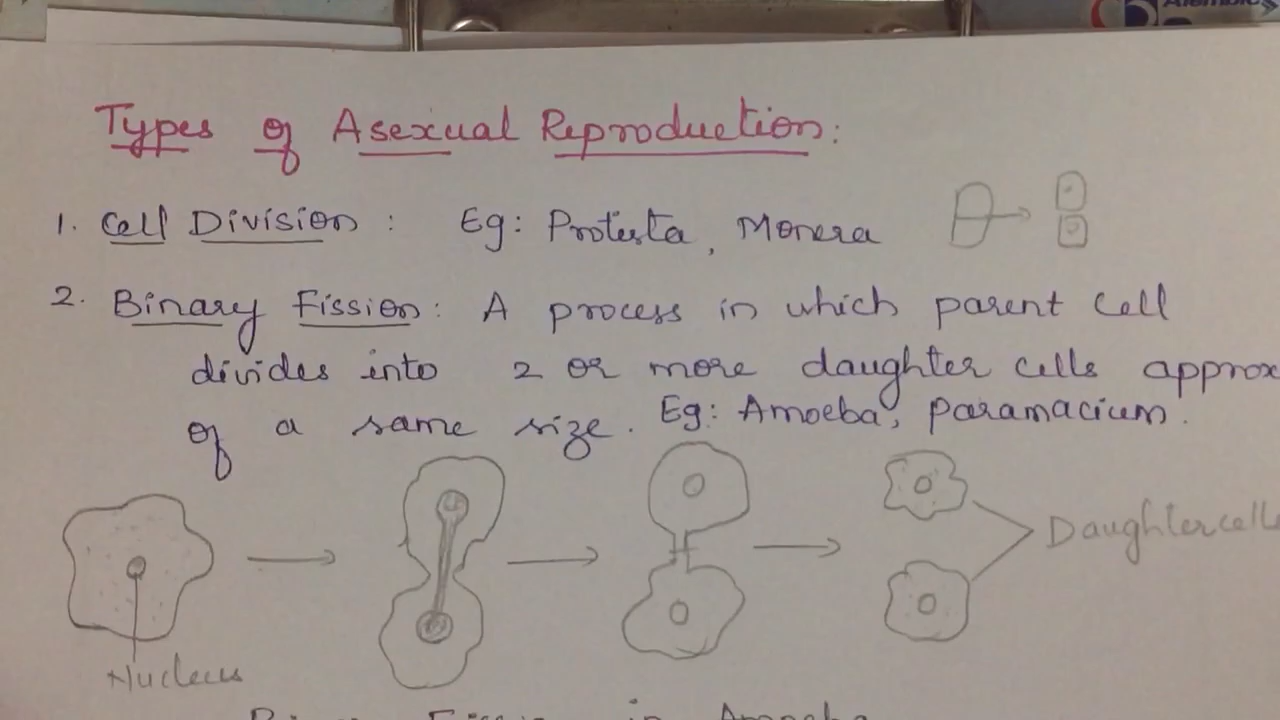 Types of Asexual Reproduction:
1. Cell Division : Eg: Protista, Monera
2. Binary Fission: A process in which parent cell
divides into 2 or more daughter cells approx
of a same size. Eg: Amoeba, Paramacium.
Daughter cells
Nucleus